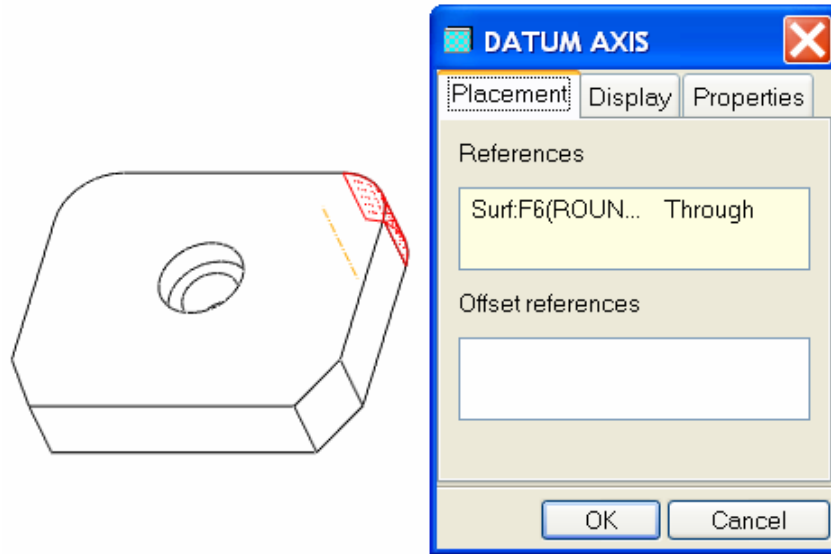 DATUM AXIS
Placement Display Properties
References
Surf:F6(ROUN... Through
Offset references
OK Cancel